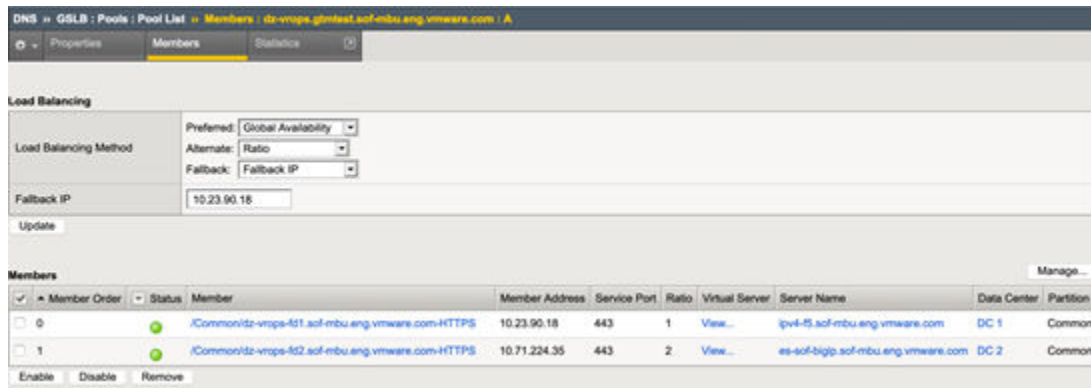 DNS » GSLB : Pools : Pool List » Members : dz-vrops.gtmtest.sof-mbu.eng.vmware.com : A
Properties Members Statistics
Load Balancing
Load Balancing Method
Preferred: Global Availability
Alternate: Ratio
Fallback: Fallback IP
Fallback IP 10.23.90.18
Update
Members
Manage...
Member Order Status Member Member Address Service Port Ratio Virtual Server Server Name Data Center Partition
0 /Common/dz-vrops-fd1.sof-mbu.eng.vmware.com-HTTPS 10.23.90.18 443 1 View... ipv4-f5.sof-mbu.eng.vmware.com DC 1 Common
1 /Common/dz-vrops-fd2.sof-mbu.eng.vmware.com-HTTPS 10.71.224.35 443 2 View... es-sof-bigip.sof-mbu.eng.vmware.com DC 2 Common
Enable Disable Remove